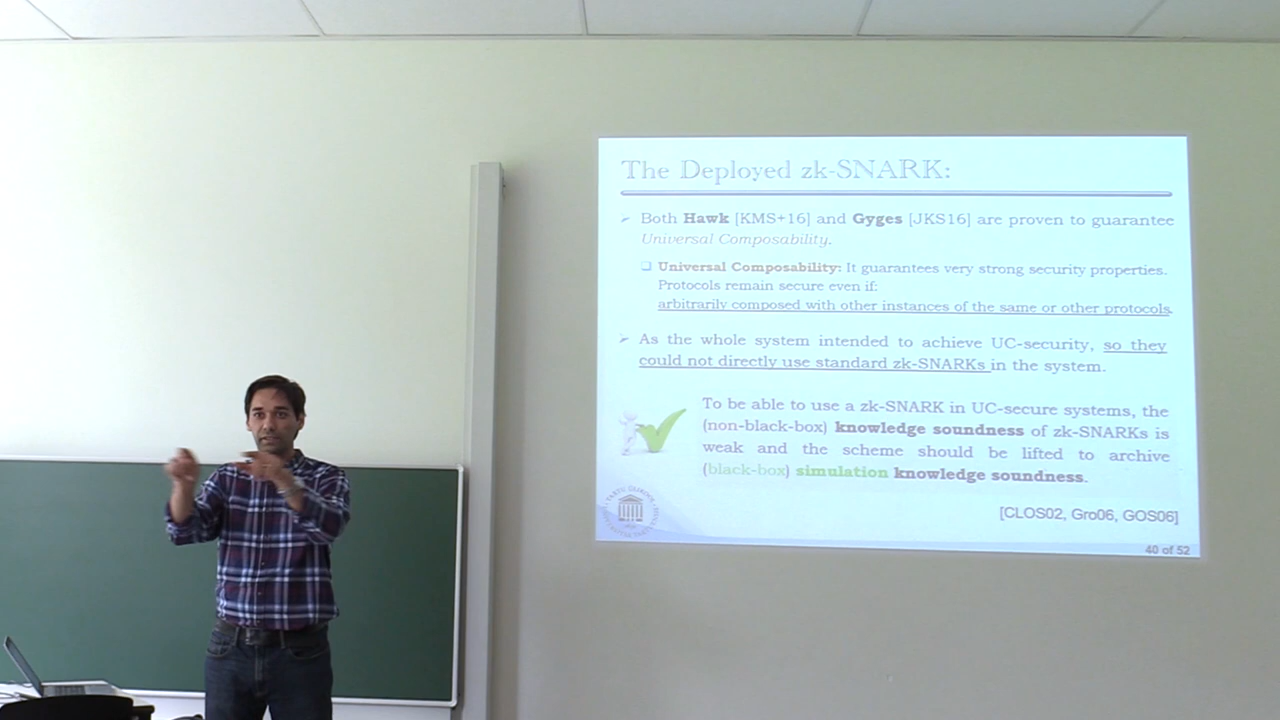 The Deployed zk-SNARK:
Both Hawk [KMS+16] and Gyges [JKS16] are proven to guarantee
Universal Composability.
Universal Composability: It guarantees very strong security properties.
Protocols remain secure even if:
arbitrarily composed with other instances of the same or other protocols.
As the whole system intended to achieve UC-security, so they
could not directly use standard zk-SNARKs in the system.
To be able to use a zk-SNARK in UC-secure systems, the
(non-black-box) knowledge soundness of zk-SNARKs is
weak and the scheme should be lifted to archive
(black-box) simulation knowledge soundness.
[CLOS02, Gro06, GOS06]
40 of 52